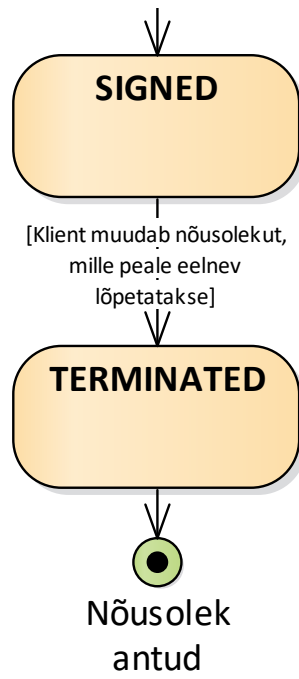 SIGNED
[Klient muudab nõusolekut,
mille peale eelnev
lõpetatakse]
TERMINATED
Nõusolek
antud